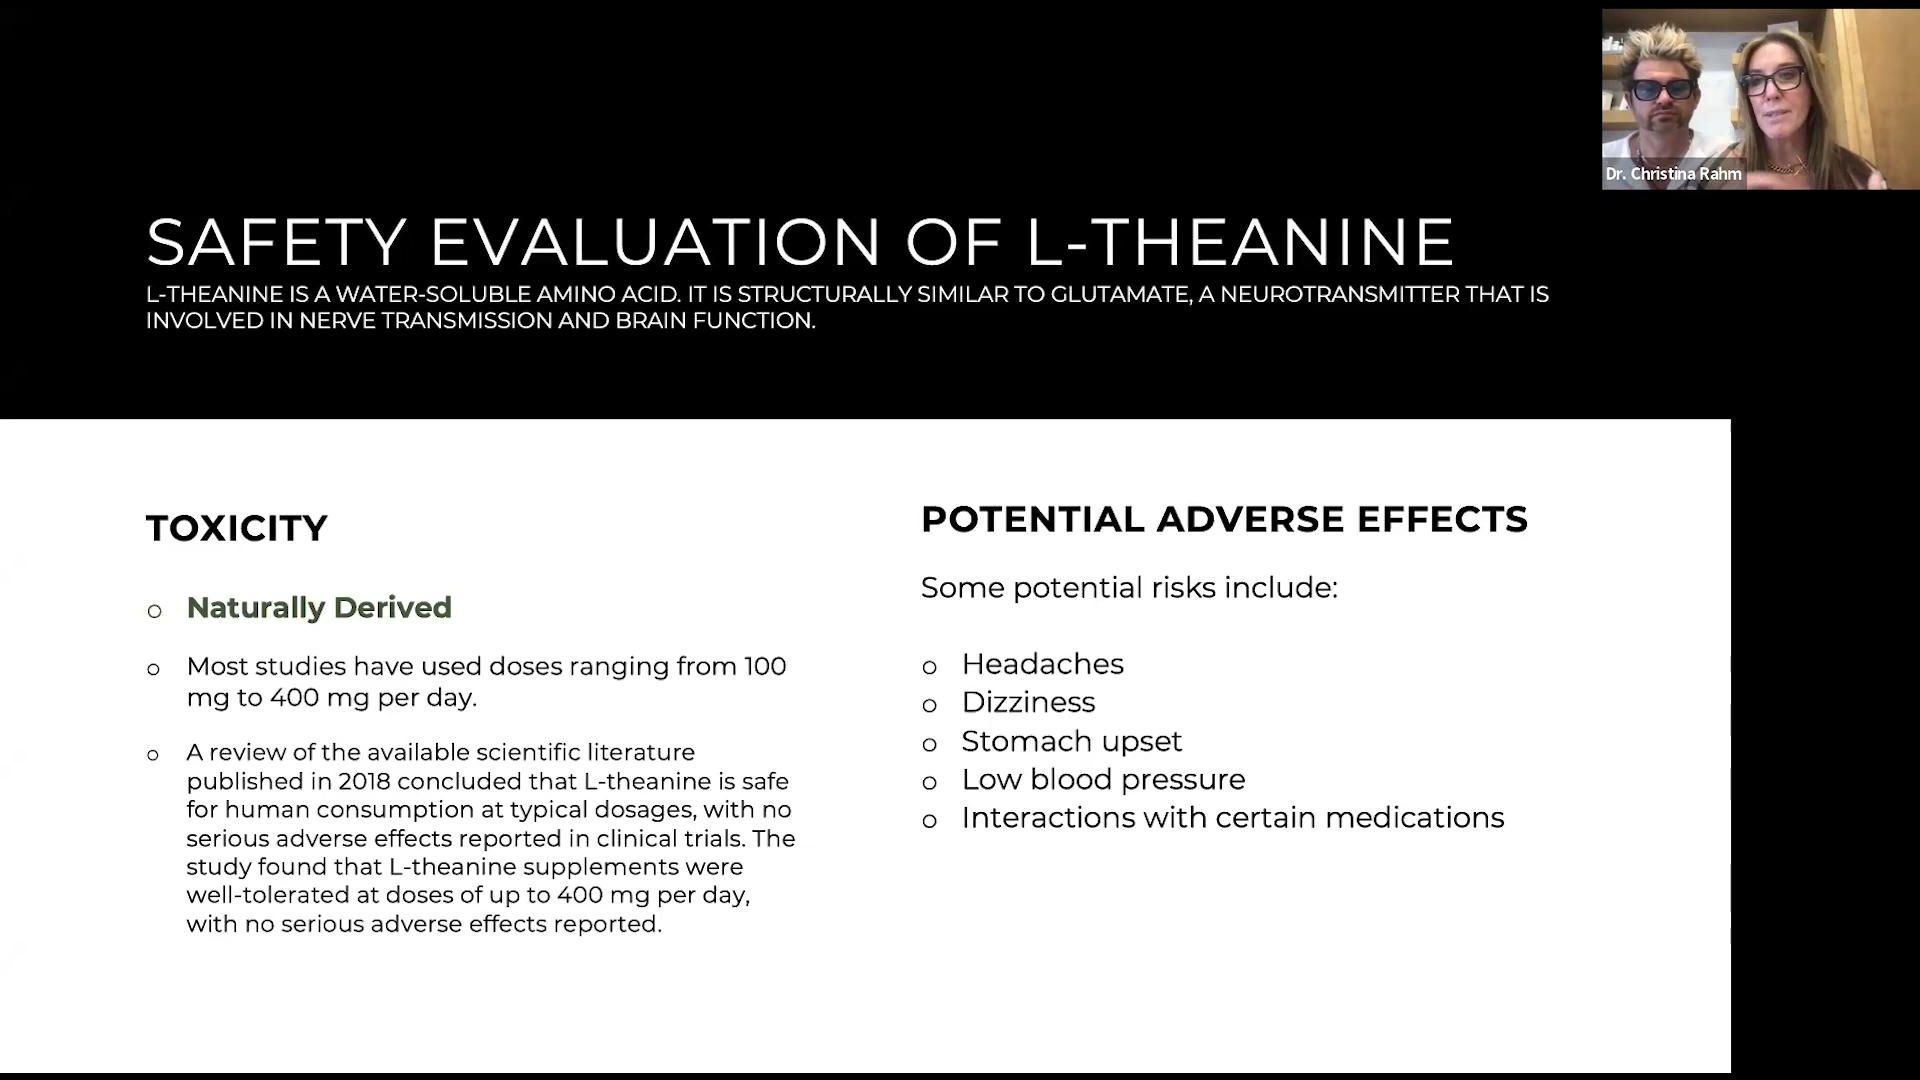 Dr. Christina Rahm
SAFETY EVALUATION OF L-THEANINE
L-THEANINE IS A WATER-SOLUBLE AMINO ACID. IT IS STRUCTURALLY SIMILAR TO GLUTAMATE, A NEUROTRANSMITTER THAT IS
INVOLVED IN NERVE TRANSMISSION AND BRAIN FUNCTION.
TOXICITY
o Naturally Derived
o Most studies have used doses ranging from 100
mg to 400 mg per day.
o A review of the available scientific literature
published in 2018 concluded that L-theanine is safe
for human consumption at typical dosages, with no
serious adverse effects reported in clinical trials. The
study found that L-theanine supplements were
well-tolerated at doses of up to 400 mg per day,
with no serious adverse effects reported.
POTENTIAL ADVERSE EFFECTS
Some potential risks include:
o Headaches
o Dizziness
o Stomach upset
o Low blood pressure
o Interactions with certain medications